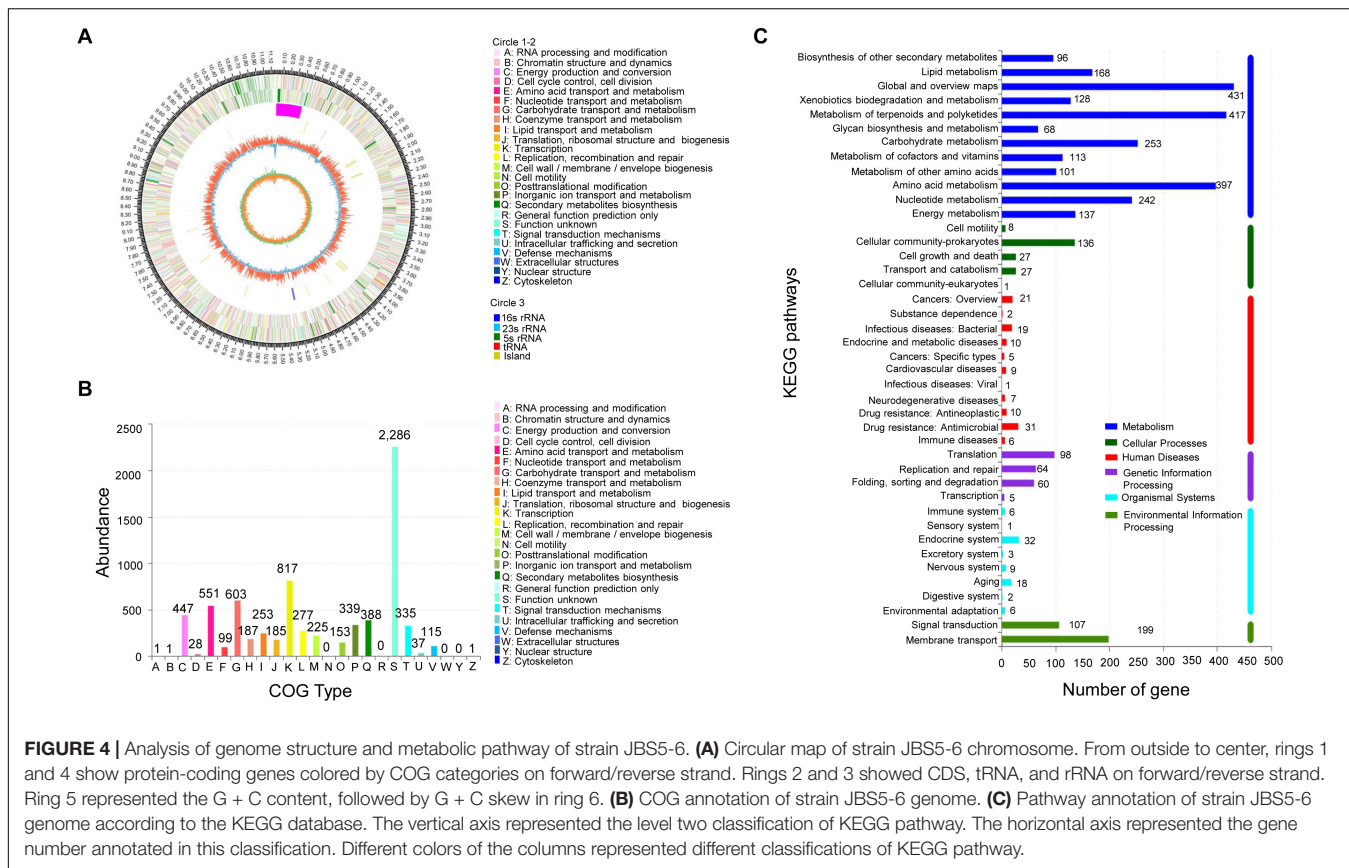 A
Circle 1-2
A: RNA processing and modification
B: Chromatin structure and dynamics
C: Energy production and conversion
D: Cell cycle control, cell division
E: Amino acid transport and metabolism
F: Nucleotide transport and metabolism
G: Carbohydrate transport and metabolism
H: Coenzyme transport and metabolism
I: Lipid transport and metabolism
J: Translation, ribosomal structure and biogenesis
K: Transcription
L: Replication, recombination and repair
M: Cell wall / membrane / envelope biogenesis
N: Cell motility
O: Posttranslational modification
P: Inorganic ion transport and metabolism
Q: Secondary metabolites biosynthesis
R: General function prediction only
S: Function unknown
T: Signal transduction mechanisms
U: Intracellular trafficking and secretion
V: Defense mechanisms
W: Extracellular structures
Y: Nuclear structure
Z: Cytoskeleton
Circle 3
16s rRNA
23s rRNA
5s rRNA
tRNA
Island
B
Abundance
2500
2000
1500
1000
500
0
1 1 447 28 551 99 603 187 253 185 817 277 225 0 153 339 388 0 2,286 335 37 115 0 0 1
A B C D E F G H I J K L M N O P Q R S T U V W Y Z
COG Type
A: RNA processing and modification
B: Chromatin structure and dynamics
C: Energy production and conversion
D: Cell cycle control, cell division
E: Amino acid transport and metabolism
F: Nucleotide transport and metabolism
G: Carbohydrate transport and metabolism
H: Coenzyme transport and metabolism
I: Lipid transport and metabolism
J: Translation, ribosomal structure and biogenesis
K: Transcription
L: Replication, recombination and repair
M: Cell wall / membrane / envelope biogenesis
N: Cell motility
O: Posttranslational modification
P: Inorganic ion transport and metabolism
Q: Secondary metabolites biosynthesis
R: General function prediction only
S: Function unknown
T: Signal transduction mechanisms
U: Intracellular trafficking and secretion
V: Defense mechanisms
W: Extracellular structures
Y: Nuclear structure
Z: Cytoskeleton
C
KEGG pathways
Biosynthesis of other secondary metabolites 96
Lipid metabolism 168
Global and overview maps 431
Xenobiotics biodegradation and metabolism 128
Metabolism of terpenoids and polyketides 417
Glycan biosynthesis and metabolism 68
Carbohydrate metabolism 253
Metabolism of cofactors and vitamins 113
Metabolism of other amino acids 101
Amino acid metabolism 397
Nucleotide metabolism 242
Energy metabolism 137
Cell motility 8
Cellular community-prokaryotes 136
Cell growth and death 27
Transport and catabolism 27
Cellular community-eukaryotes 1
Cancers: Overview 21
Substance dependence 2
Infectious diseases: Bacterial 19
Endocrine and metabolic diseases 10
Cancers: Specific types 5
Cardiovascular diseases 9
Infectious diseases: Viral 1
Neurodegenerative diseases 7
Drug resistance: Antineoplastic 10
Drug resistance: Antimicrobial 31
Immune diseases 6
Translation 98
Replication and repair 64
Folding, sorting and degradation 60
Transcription 5
Immune system 6
Sensory system 1
Endocrine system 32
Excretory system 3
Nervous system 9
Aging 18
Digestive system 2
Environmental adaptation 6
Signal transduction 107
Membrane transport 199
Metabolism
Cellular Processes
Human Diseases
Genetic Information
Processing
Organismal Systems
Environmental Information
Processing
0 50 100 150 200 250 300 350 400 450 500
Number of gene
FIGURE 4 | Analysis of genome structure and metabolic pathway of strain JBS5-6. (A) Circular map of strain JBS5-6 chromosome. From outside to center, rings 1
and 4 show protein-coding genes colored by COG categories on forward/reverse strand. Rings 2 and 3 showed CDS, tRNA, and rRNA on forward/reverse strand.
Ring 5 represented the G + C content, followed by G + C skew in ring 6. (B) COG annotation of strain JBS5-6 genome. (C) Pathway annotation of strain JBS5-6
genome according to the KEGG database. The vertical axis represented the level two classification of KEGG pathway. The horizontal axis represented the gene
number annotated in this classification. Different colors of the columns represented different classifications of KEGG pathway.